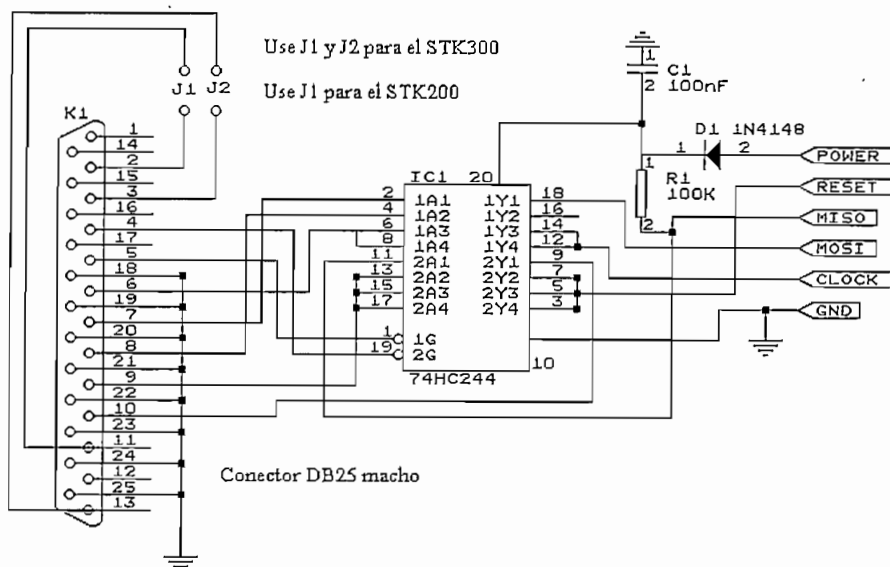 Use J1 y J2 para el STK300
Use J1 para el STK200
J1 J2
K1
1
14
2
15
3
16
4
17
5
18
6
19
7
20
8
21
9
22
10
23
11
24
12
25
13
Conector DB25 macho
IC1 20
2 1A1 1Y1 18
4 1A2 1Y2 16
6 1A3 1Y3 14
8 1A4 1Y4 12
11 2A1 2Y1 9
13 2A2 2Y2 7
15 2A3 2Y3 5
17 2A4 2Y4 3
1 1G
19 2G
10
74HC244
1
C1
2 100nF
D1 1N4148
1 2
1
R1
100K
2
POWER
RESET
MISO
MOSI
CLOCK
GND